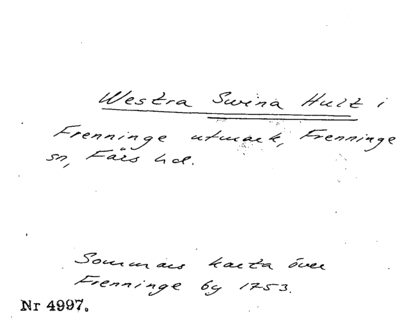 Westra Swina Hult i
Frenninge utmark, Frenninge
sn, Färs hd.
Sommars karta över
Frenninge by 1753.
Nr 4997.